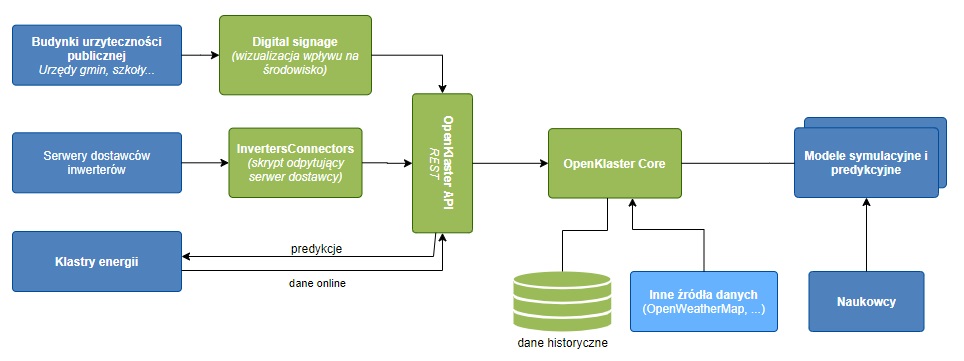 Budynki urzyteczności
publicznej
Urzędy gmin, szkoły...
Digital signage
(wizualizacja wpływu na
środowisko)
Serwery dostawców
inwerterów
InvertersConnectors
(skrypt odpytujący
serwer dostawcy)
OpenKlaster API
REST
OpenKlaster Core
Modele symulacyjne i
predykcyjne
Klastry energii
predykcje
dane online
dane historyczne
Inne źródła danych
(OpenWeatherMap, ...)
Naukowcy